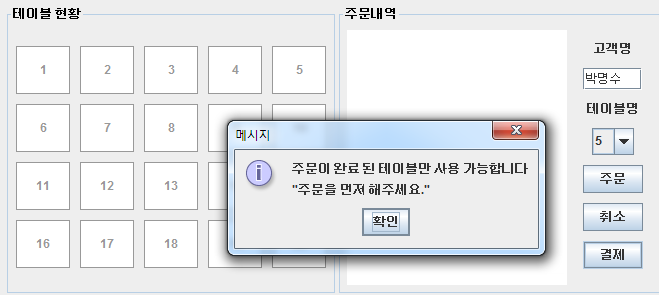 테이블 현황
주문내역
1
2
3
4
5
6
7
8
11
12
13
16
17
18
고객명
박명수
테이블명
5
주문
취소
결제
메시지
주문이 완료 된 테이블만 사용 가능합니다
"주문을 먼져 해주세요."
확인